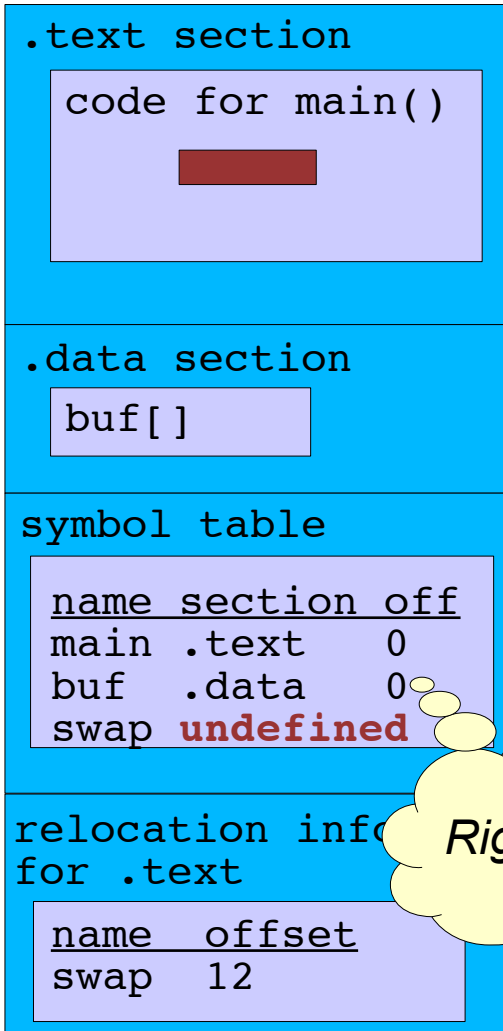 .text section
code for main()
.data section
buf[]
symbol table
name section off
main .text 0
buf .data 0
swap undefined
relocation
for .text
name offset
swap 12